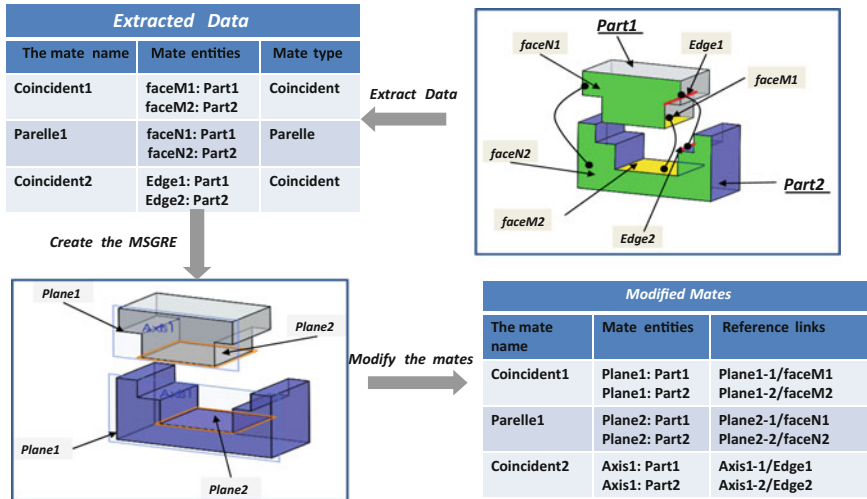 Extracted Data
The mate name Mate entities Mate type
Coincident1 faceM1: Part1 Coincident
faceM2: Part2
Parelle1 faceN1: Part1 Parelle
faceN2: Part2
Coincident2 Edge1: Part1 Coincident
Edge2: Part2
Extract Data
Part1
faceN1
Edge1
faceM1
faceN2
Part2
faceM2
Edge2
Create the MSGRE
Plane1
Axis1
Plane2
Axis1
Plane1
Plane2
Modify the mates
Modified Mates
The mate name Mate entities Reference links
Coincident1 Plane1: Part1 Plane1-1/faceM1
Plane1: Part2 Plane1-2/faceM2
Parelle1 Plane2: Part1 Plane2-1/faceN1
Plane2: Part2 Plane2-2/faceN2
Coincident2 Axis1: Part1 Axis1-1/Edge1
Axis1: Part2 Axis1-2/Edge2